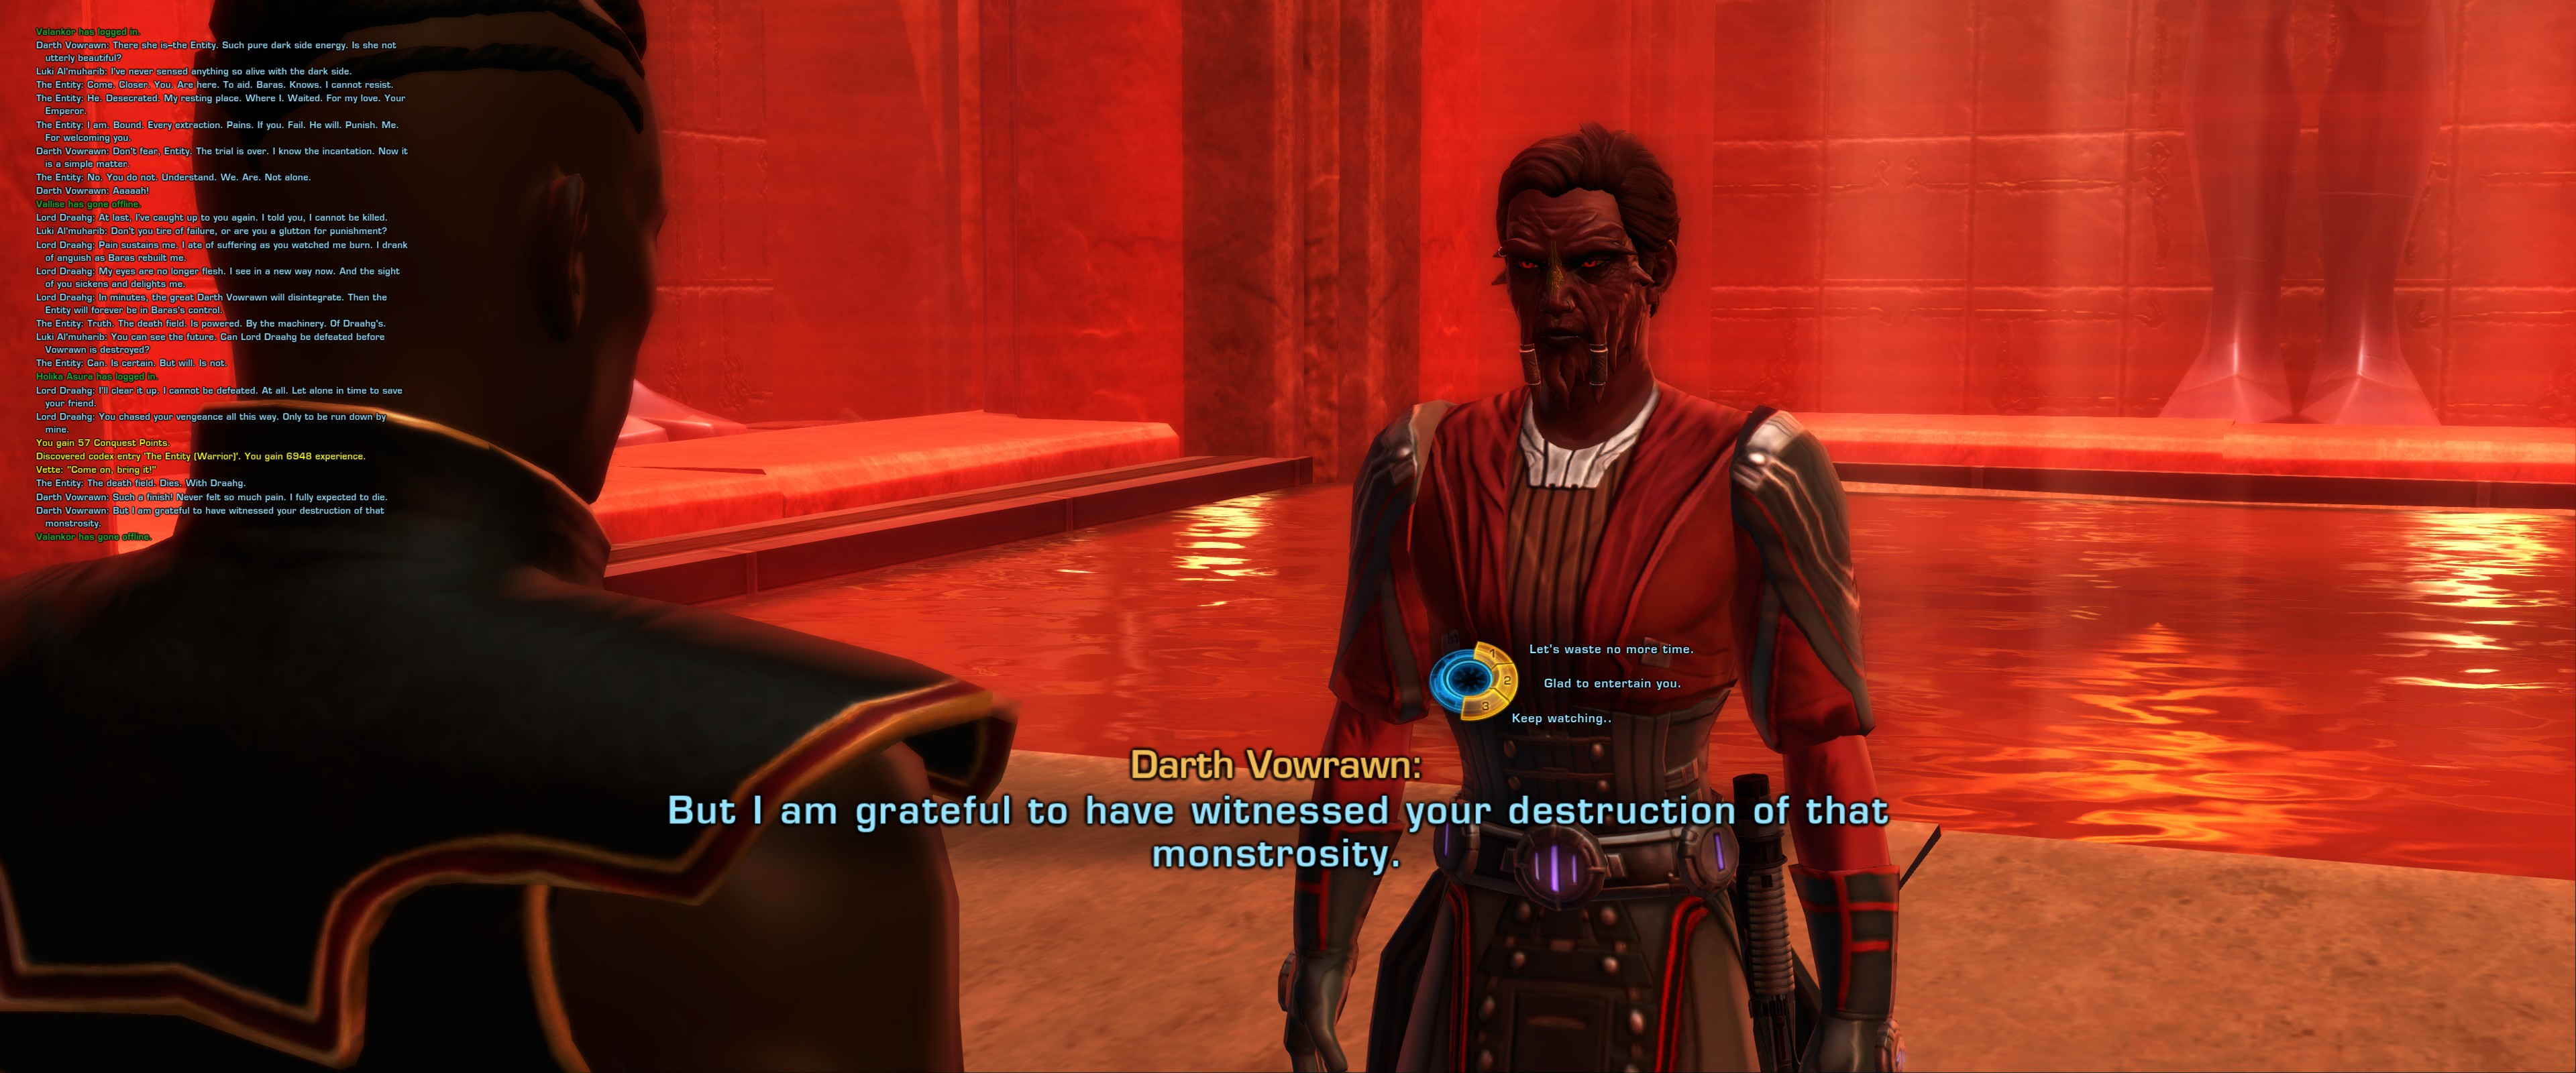 Valankor has logged in.
Darth Vowrawn: There she is–the Entity. Such pure dark side energy. Is she not
utterly beautiful?
Luki Al'muharib: I've never sensed anything so alive with the dark side.
The Entity: Come. Closer. You. Are here. To aid. Baras. Knows. I cannot resist.
The Entity: He. Desecrated. My resting place. Where I. Waited. For my love. Your
Emperor.
The Entity: I am. Bound. Every extraction. Pains. If you. Fail. He will. Punish. Me.
For welcoming you.
Darth Vowrawn: Don't fear, Entity. The trial is over. I know the incantation. Now it
is a simple matter.
The Entity: No. You do not. Understand. We. Are. Not alone.
Darth Vowrawn: Aaaaah!
Vallise has gone offline.
Lord Draahg: At last, I've caught up to you again. I told you, I cannot be killed.
Luki Al'muharib: Don't you tire of failure, or are you a glutton for punishment?
Lord Draahg: Pain sustains me. I ate of suffering as you watched me burn. I drank
of anguish as Baras rebuilt me.
Lord Draahg: My eyes are no longer flesh. I see in a new way now. And the sight
of you sickens and delights me.
Lord Draahg: In minutes, the great Darth Vowrawn will disintegrate. Then the
Entity will forever be in Baras's control.
The Entity: Truth. The death field. Is powered. By the machinery. Of Draahg's.
Luki Al'muharib: You can see the future. Can Lord Draahg be defeated before
Vowrawn is destroyed?
The Entity: Can. Is certain. But will. Is not.
Holika Asura has logged in.
Lord Draahg: I'll clear it up. I cannot be defeated. At all. Let alone in time to save
your friend.
Lord Draahg: You chased your vengeance all this way. Only to be run down by
mine.
You gain 57 Conquest Points.
Discovered codex entry 'The Entity (Warrior)'. You gain 6948 experience.
Vette: "Come on, bring it!"
The Entity: The death field. Dies. With Draahg.
Darth Vowrawn: Such a finish! Never felt so much pain. I fully expected to die.
Darth Vowrawn: But I am grateful to have witnessed your destruction of that
monstrosity.
Valankor has gone offline.
1 Let's waste no more time.
2 Glad to entertain you.
3 Keep watching..
Darth Vowrawn:
But I am grateful to have witnessed your destruction of that
monstrosity.